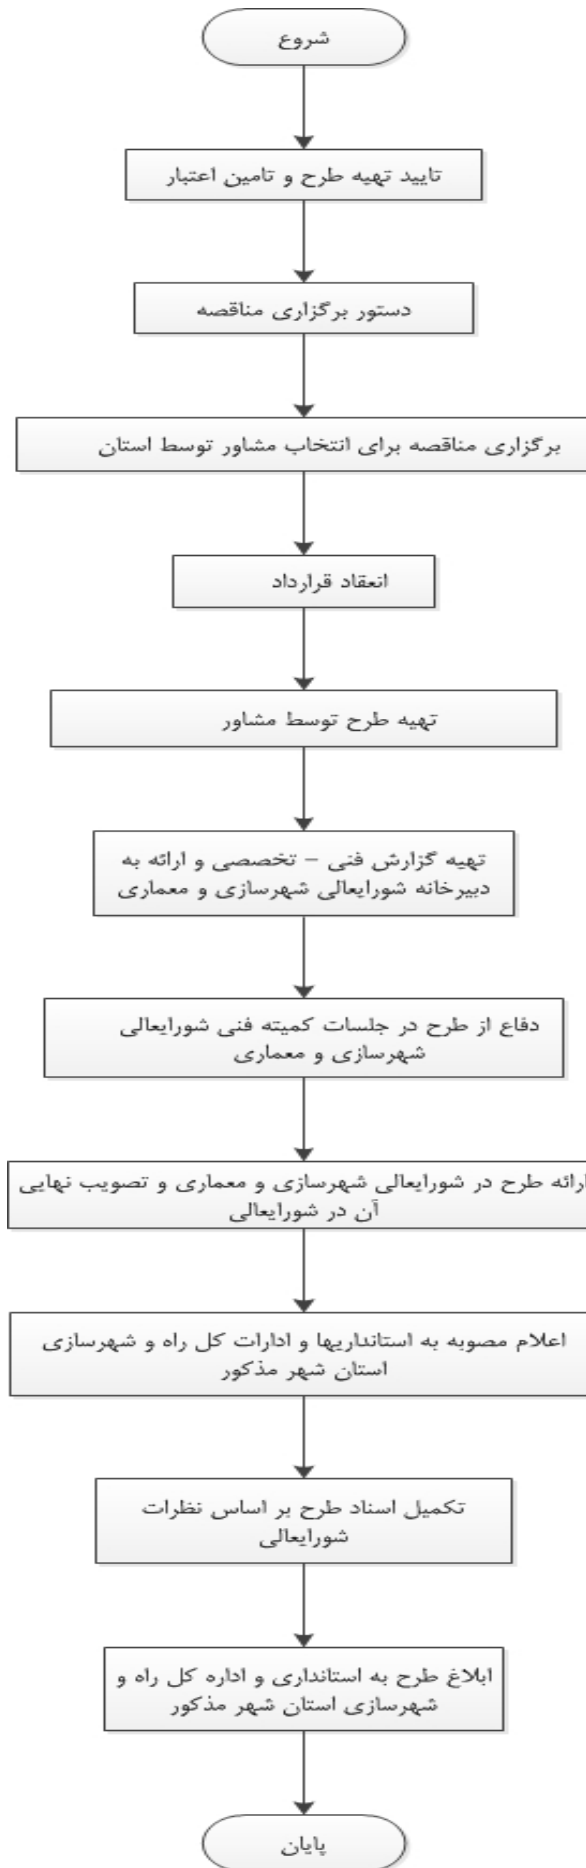 شروع
تایید تهیه طرح و تامین اعتبار
دستور برگزاری مناقصه
برگزاری مناقصه برای انتخاب مشاور توسط استان
انعقاد قرارداد
تهیه طرح توسط مشاور
تهیه گزارش فنی – تخصصی و ارائه به
دبیرخانه شورایعالی شهرسازی و معماری
دفاع از طرح در جلسات کمیته فنی شورایعالی
شهرسازی و معماری
ارائه طرح در شورایعالی شهرسازی و معماری و تصویب نهایی
آن در شورایعالی
اعلام مصوبه به استانداریها و ادارات کل راه و شهرسازی
استان شهر مذکور
تکمیل اسناد طرح بر اساس نظرات
شورایعالی
ابلاغ طرح به استانداری و اداره کل راه و
شهرسازی استان شهر مذکور
پایان